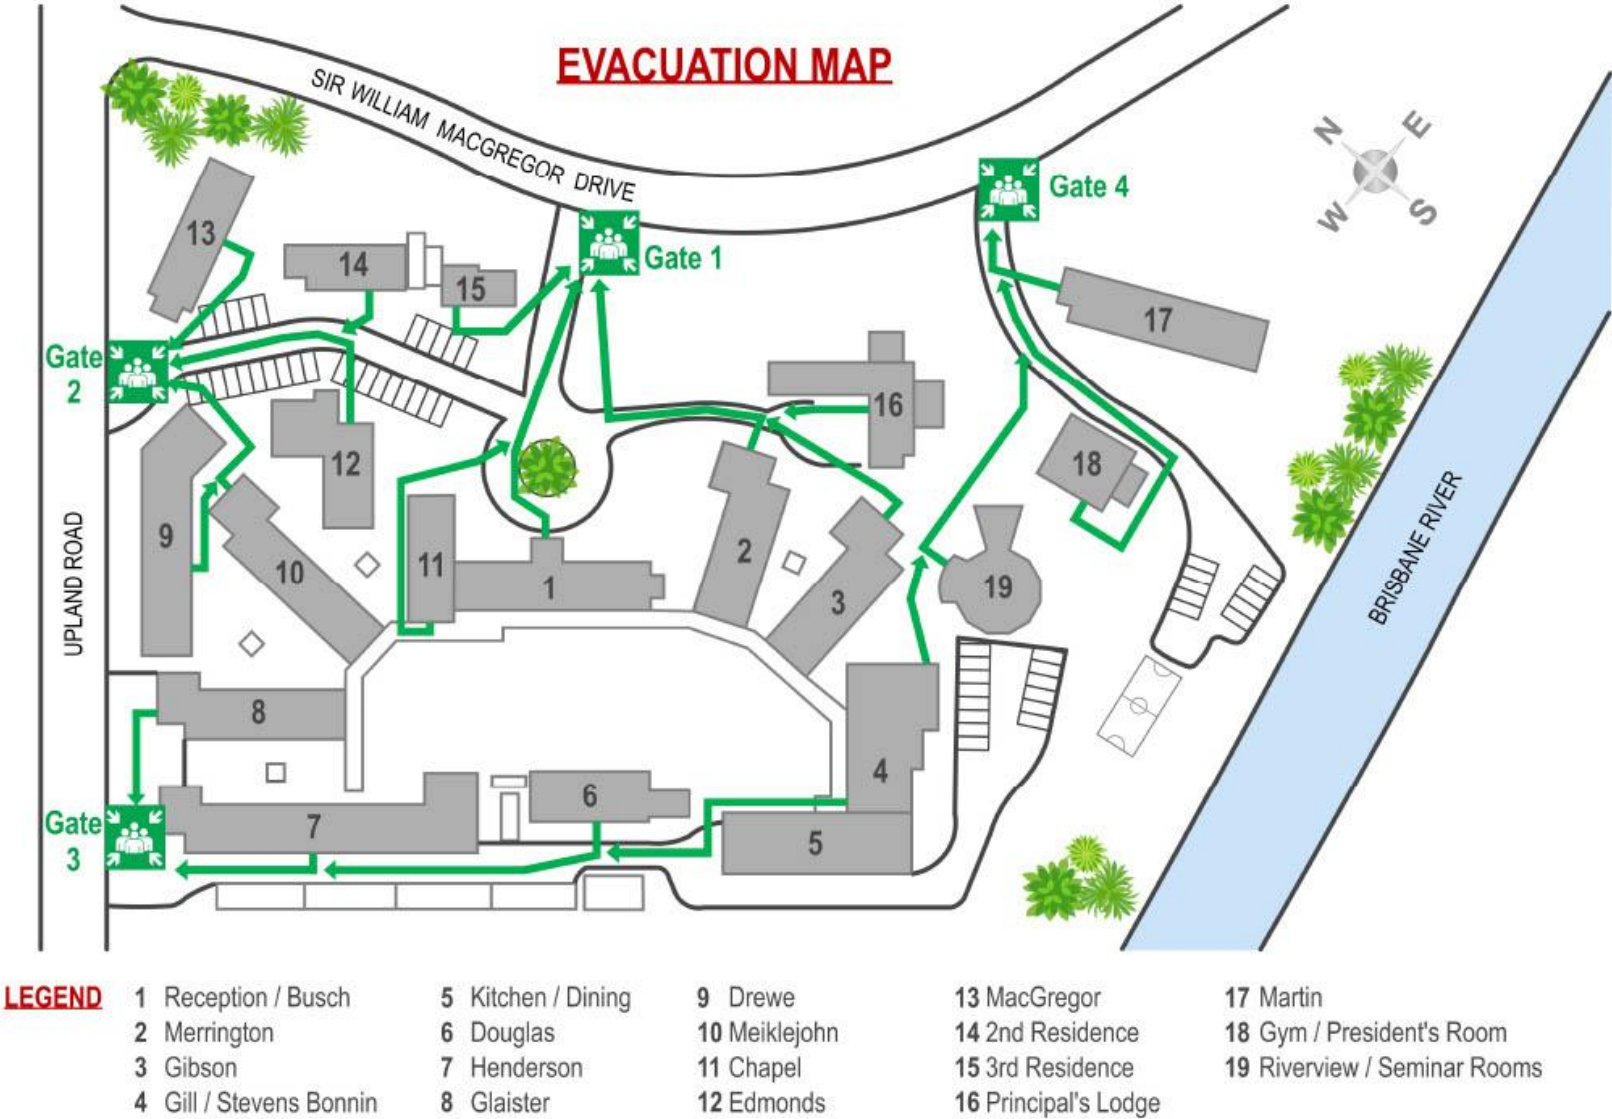 EVACUATION MAP
SIR WILLIAM MACGREGOR DRIVE
N
E
W
S
Gate 4
Gate 1
13
14
15
17
Gate
2
16
12
18
9
10
11
1
2
3
19
UPLAND ROAD
BRISBANE RIVER
8
4
6
7
5
Gate
3
LEGEND
1 Reception / Busch
2 Merrington
3 Gibson
4 Gill / Stevens Bonnin
5 Kitchen / Dining
6 Douglas
7 Henderson
8 Glaister
9 Drewe
10 Meiklejohn
11 Chapel
12 Edmonds
13 MacGregor
14 2nd Residence
15 3rd Residence
16 Principal's Lodge
17 Martin
18 Gym / President's Room
19 Riverview / Seminar Rooms